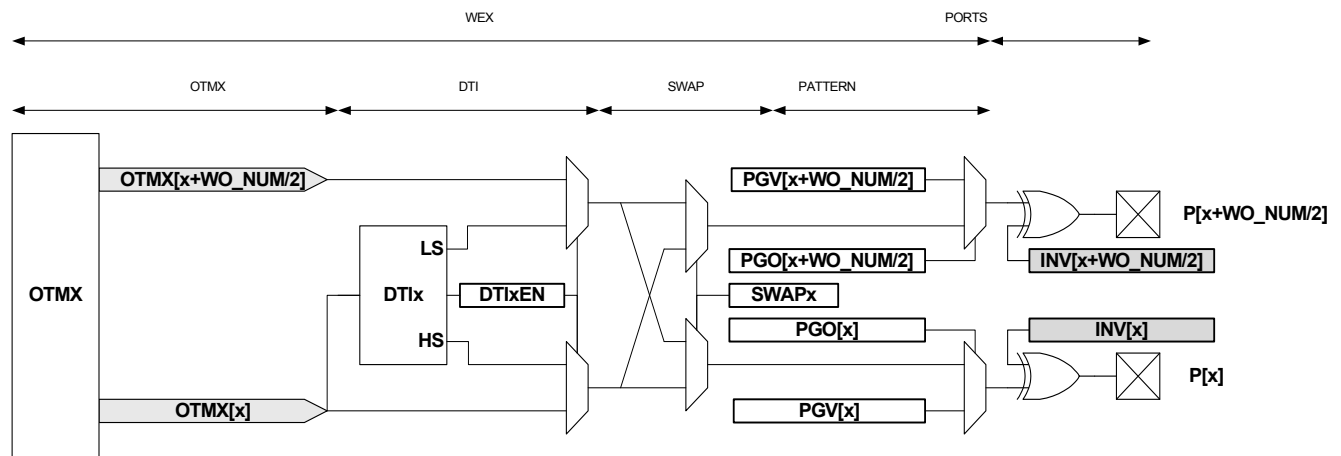 WEX PORTS
OTMX DTI SWAP PATTERN
OTMX[x+WO_NUM/2] PGV[x+WO_NUM/2]
P[x+WO_NUM/2]
LS
PGO[x+WO_NUM/2] INV[x+WO_NUM/2]
OTMX DTIx DTIxEN SWAPx
HS PGO[x] INV[x]
P[x]
OTMX[x] PGV[x]